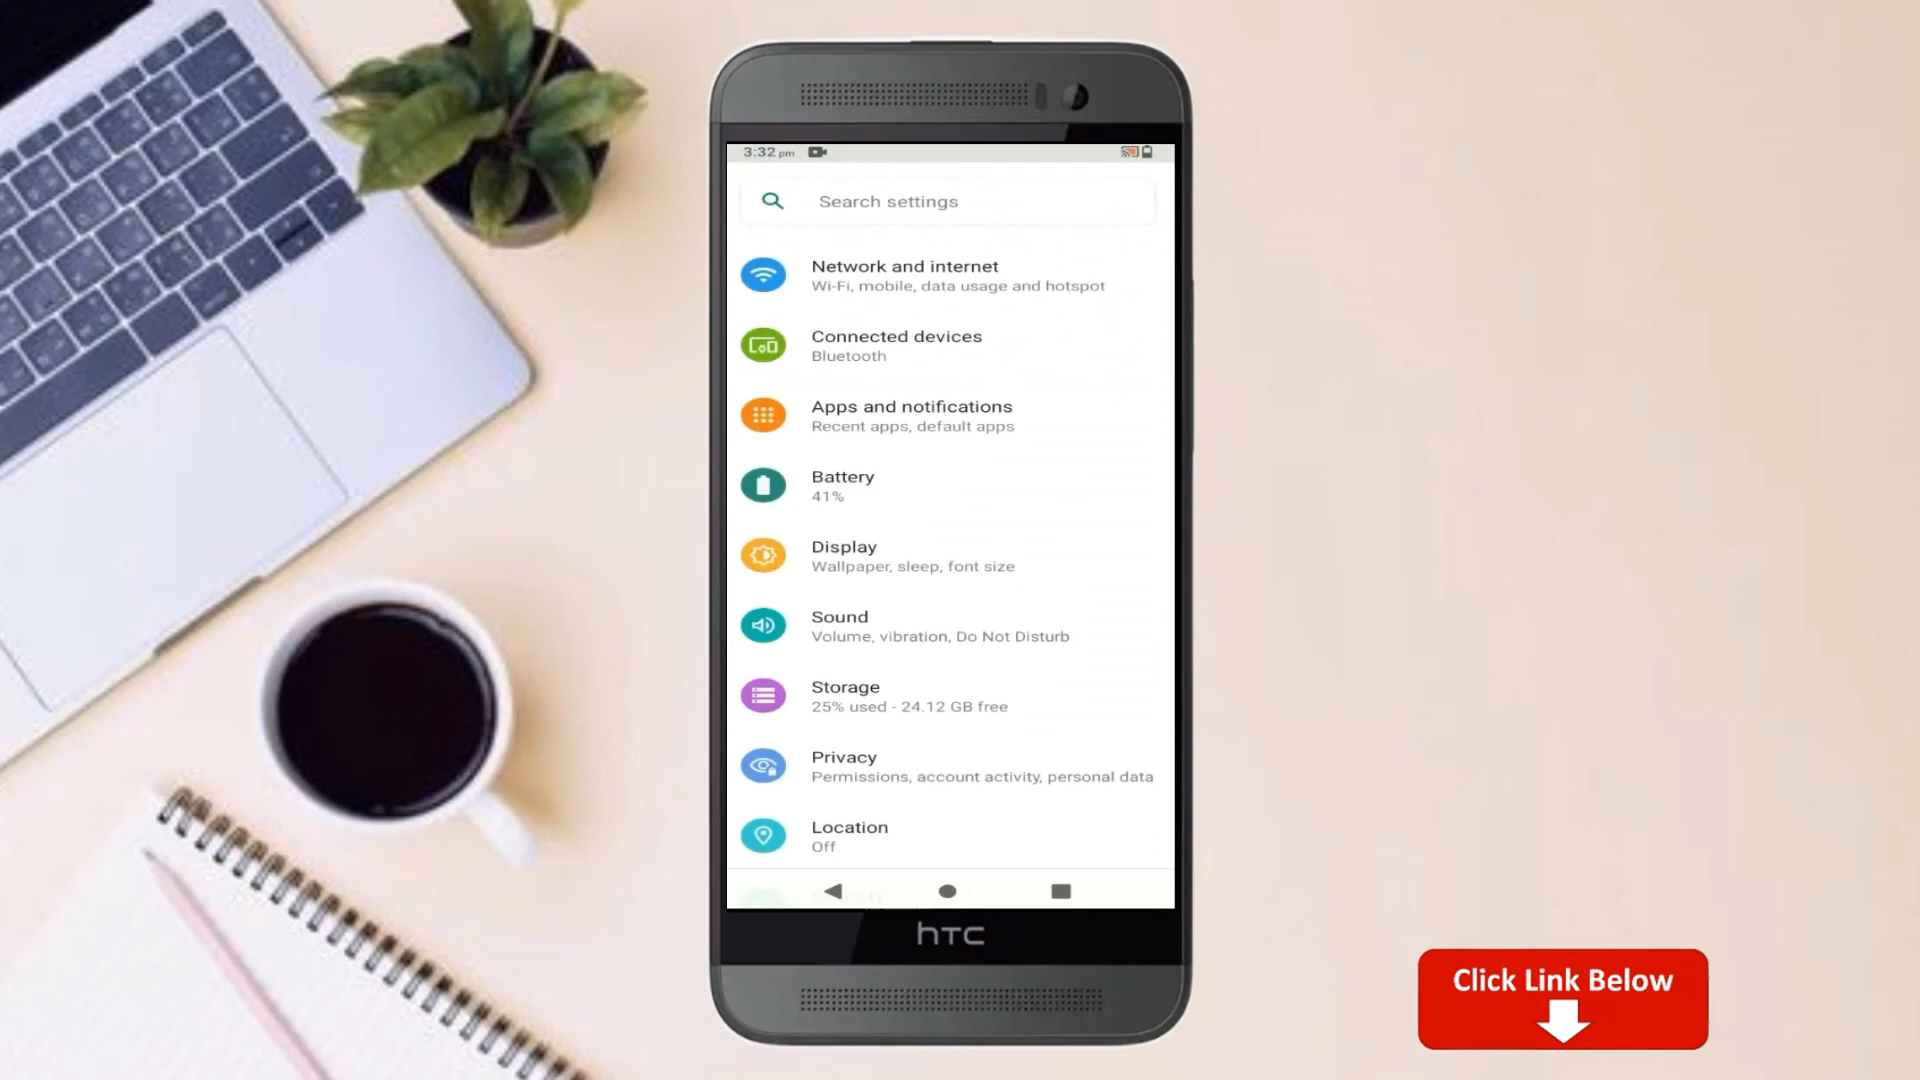 3:32 pm
Search settings
Network and internet
Wi-Fi, mobile, data usage and hotspot
Connected devices
Bluetooth
Apps and notifications
Recent apps, default apps
Battery
41%
Display
Wallpaper, sleep, font size
Sound
Volume, vibration, Do Not Disturb
Storage
25% used - 24.12 GB free
Privacy
Permissions, account activity, personal data
Location
Off
hTC
Click Link Below